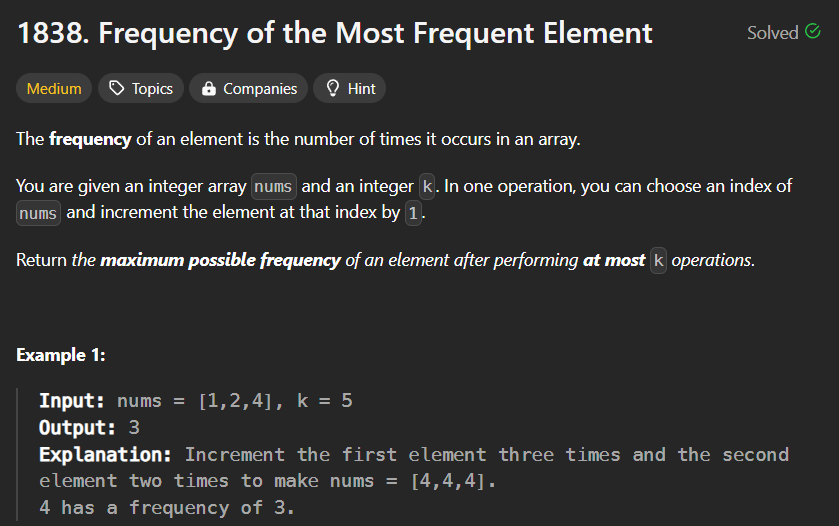 1838. Frequency of the Most Frequent Element
Solved
Medium
Topics
Companies
Hint
The frequency of an element is the number of times it occurs in an array.
You are given an integer array nums and an integer k. In one operation, you can choose an index of
nums and increment the element at that index by 1.
Return the maximum possible frequency of an element after performing at most k operations.
Example 1:
Input: nums = [1,2,4], k = 5
Output: 3
Explanation: Increment the first element three times and the second
element two times to make nums = [4,4,4].
4 has a frequency of 3.